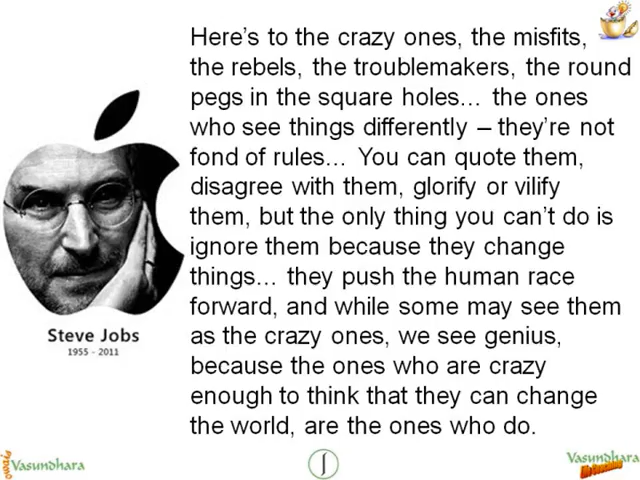 Here's to the crazy ones, the misfits,
the rebels, the troublemakers, the round
pegs in the square holes... the ones
who see things differently – they're not
fond of rules... You can quote them,
disagree with them, glorify or vilify
them, but the only thing you can't do is
ignore them because they change
things... they push the human race
forward, and while some may see them
as the crazy ones, we see genius,
because the ones who are crazy
enough to think that they can change
the world, are the ones who do.
Steve Jobs
1955 - 2011
Vasundhara
Vasundhara